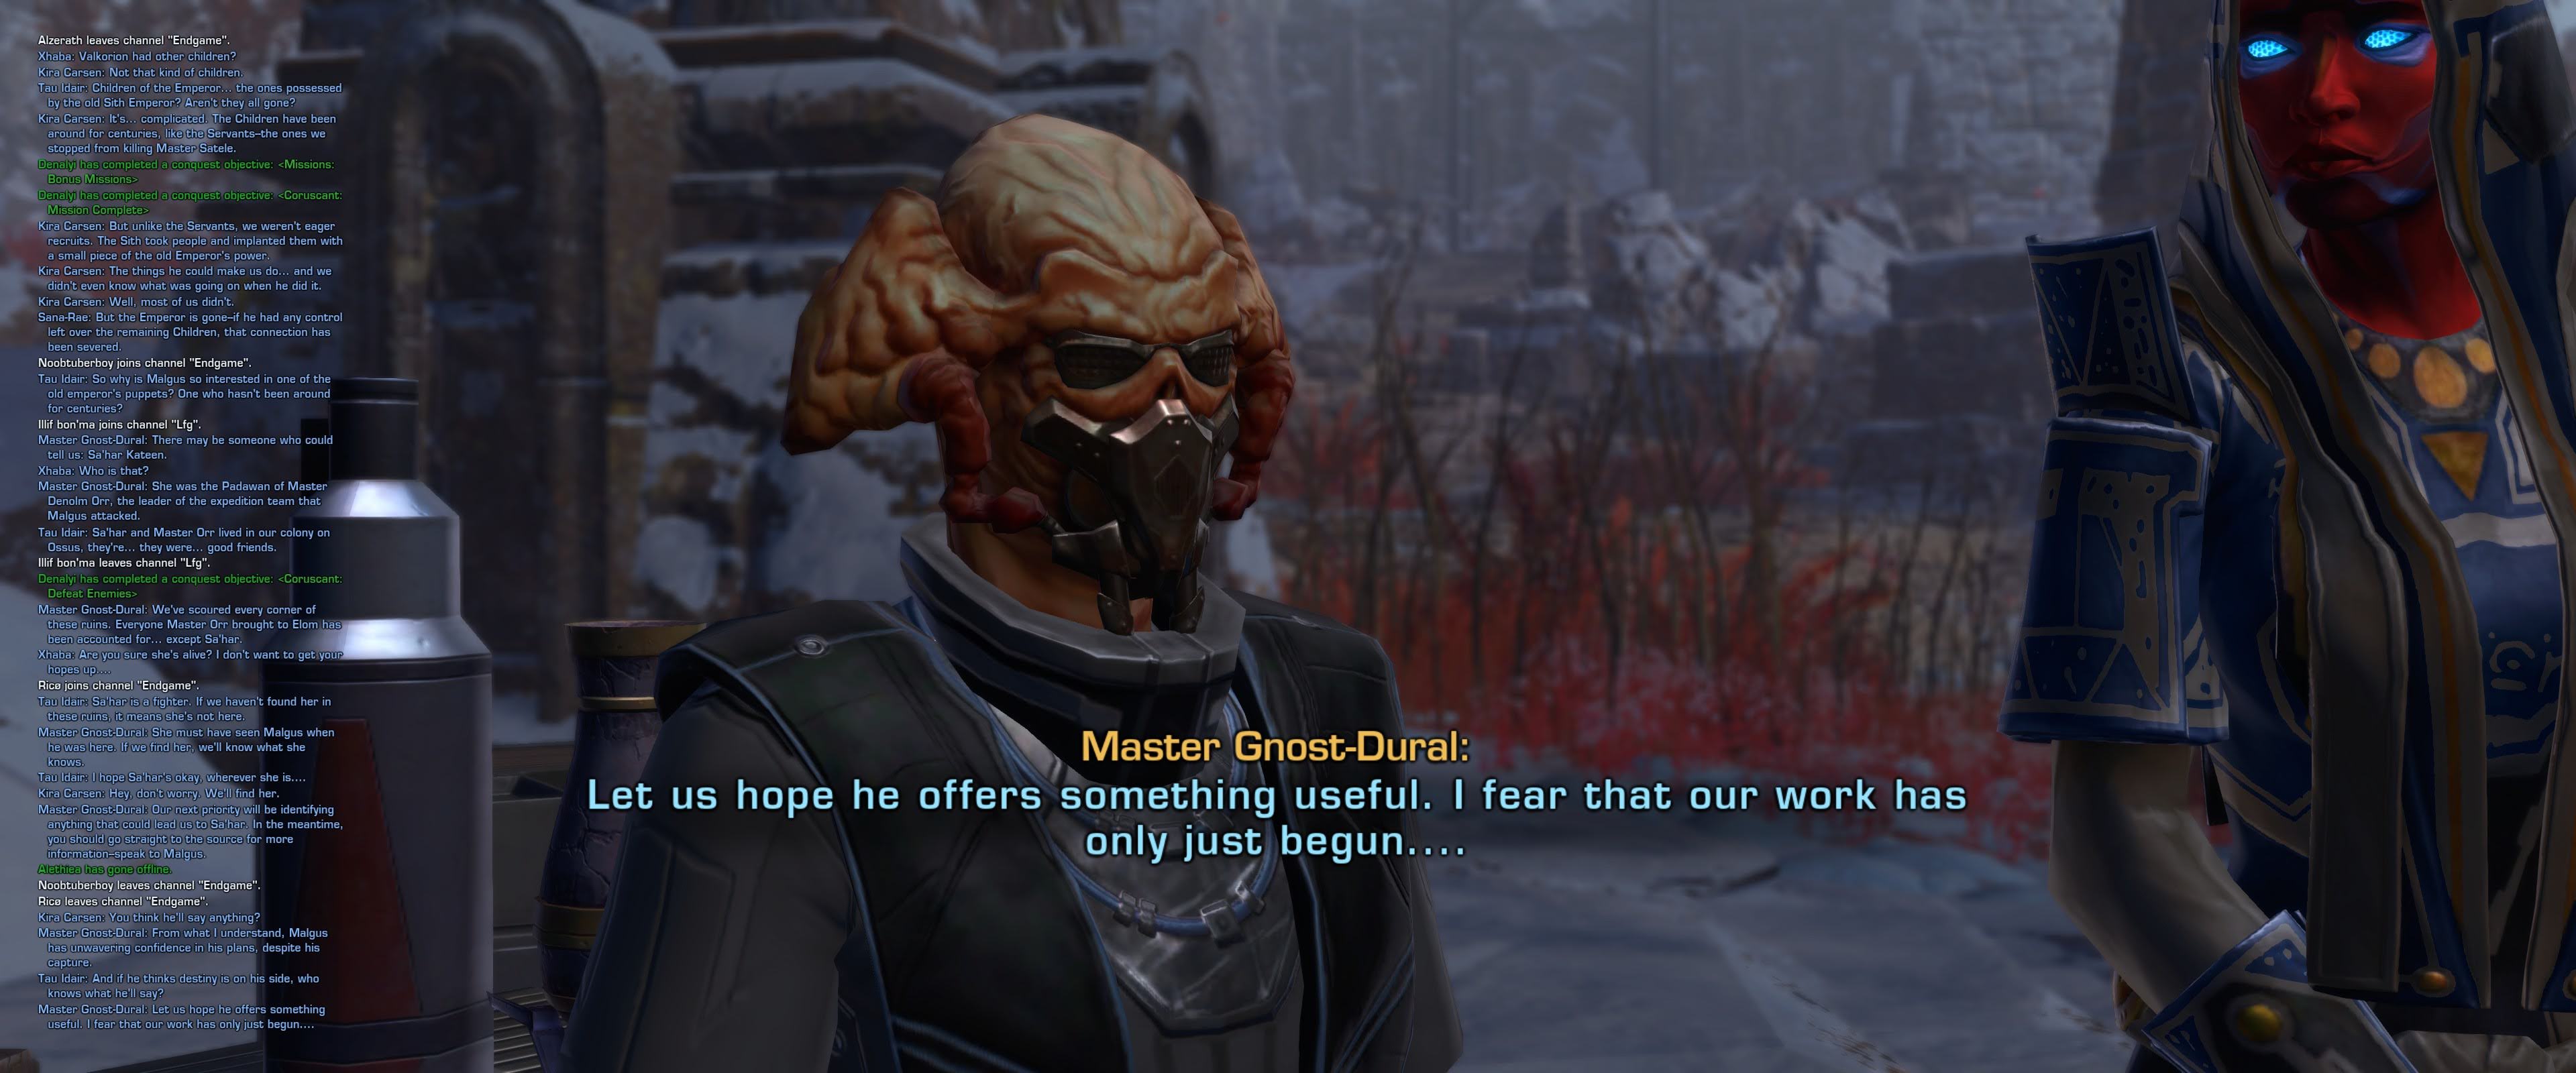 Alzerath leaves channel "Endgame".
Xhaba: Valkorion had other children?
Kira Carsen: Not that kind of children.
Tau Idair: Children of the Emperor... the ones possessed
by the old Sith Emperor? Aren't they all gone?
Kira Carsen: It's... complicated. The Children have been
around for centuries, like the Servants–the ones we
stopped from killing Master Satele.
Denalyi has completed a conquest objective: <Missions:
Bonus Missions>
Denalyi has completed a conquest objective: <Coruscant:
Mission Complete>
Kira Carsen: But unlike the Servants, we weren't eager
recruits. The Sith took people and implanted them with
a small piece of the old Emperor's power.
Kira Carsen: The things he could make us do... and we
didn't even know what was going on when he did it.
Kira Carsen: Well, most of us didn't.
Sana-Rae: But the Emperor is gone–if he had any control
left over the remaining Children, that connection has
been severed.
Noobtuberboy joins channel "Endgame".
Tau Idair: So why is Malgus so interested in one of the
old emperor's puppets? One who hasn't been around
for centuries?
Illif bon'ma joins channel "Lfg".
Master Gnost-Dural: There may be someone who could
tell us: Sa'har Kateen.
Xhaba: Who is that?
Master Gnost-Dural: She was the Padawan of Master
Denolm Orr, the leader of the expedition team that
Malgus attacked.
Tau Idair: Sa'har and Master Orr lived in our colony on
Ossus, they're... they were... good friends.
Illif bon'ma leaves channel "Lfg".
Denalyi has completed a conquest objective: <Coruscant:
Defeat Enemies>
Master Gnost-Dural: We've scoured every corner of
these ruins. Everyone Master Orr brought to Elom has
been accounted for... except Sa'har.
Xhaba: Are you sure she's alive? I don't want to get your
hopes up....
Ricø joins channel "Endgame".
Tau Idair: Sa'har is a fighter. If we haven't found her in
these ruins, it means she's not here.
Master Gnost-Dural: She must have seen Malgus when
he was here. If we find her, we'll know what she
knows.
Tau Idair: I hope Sa'har's okay, wherever she is....
Kira Carsen: Hey, don't worry. We'll find her.
Master Gnost-Dural: Our next priority will be identifying
anything that could lead us to Sa'har. In the meantime,
you should go straight to the source for more
information–speak to Malgus.
Alethiea has gone offline.
Noobtuberboy leaves channel "Endgame".
Ricø leaves channel "Endgame".
Kira Carsen: You think he'll say anything?
Master Gnost-Dural: From what I understand, Malgus
has unwavering confidence in his plans, despite his
capture.
Tau Idair: And if he thinks destiny is on his side, who
knows what he'll say?
Master Gnost-Dural: Let us hope he offers something
useful. I fear that our work has only just begun....
Master Gnost-Dural:
Let us hope he offers something useful. I fear that our work has
only just begun....